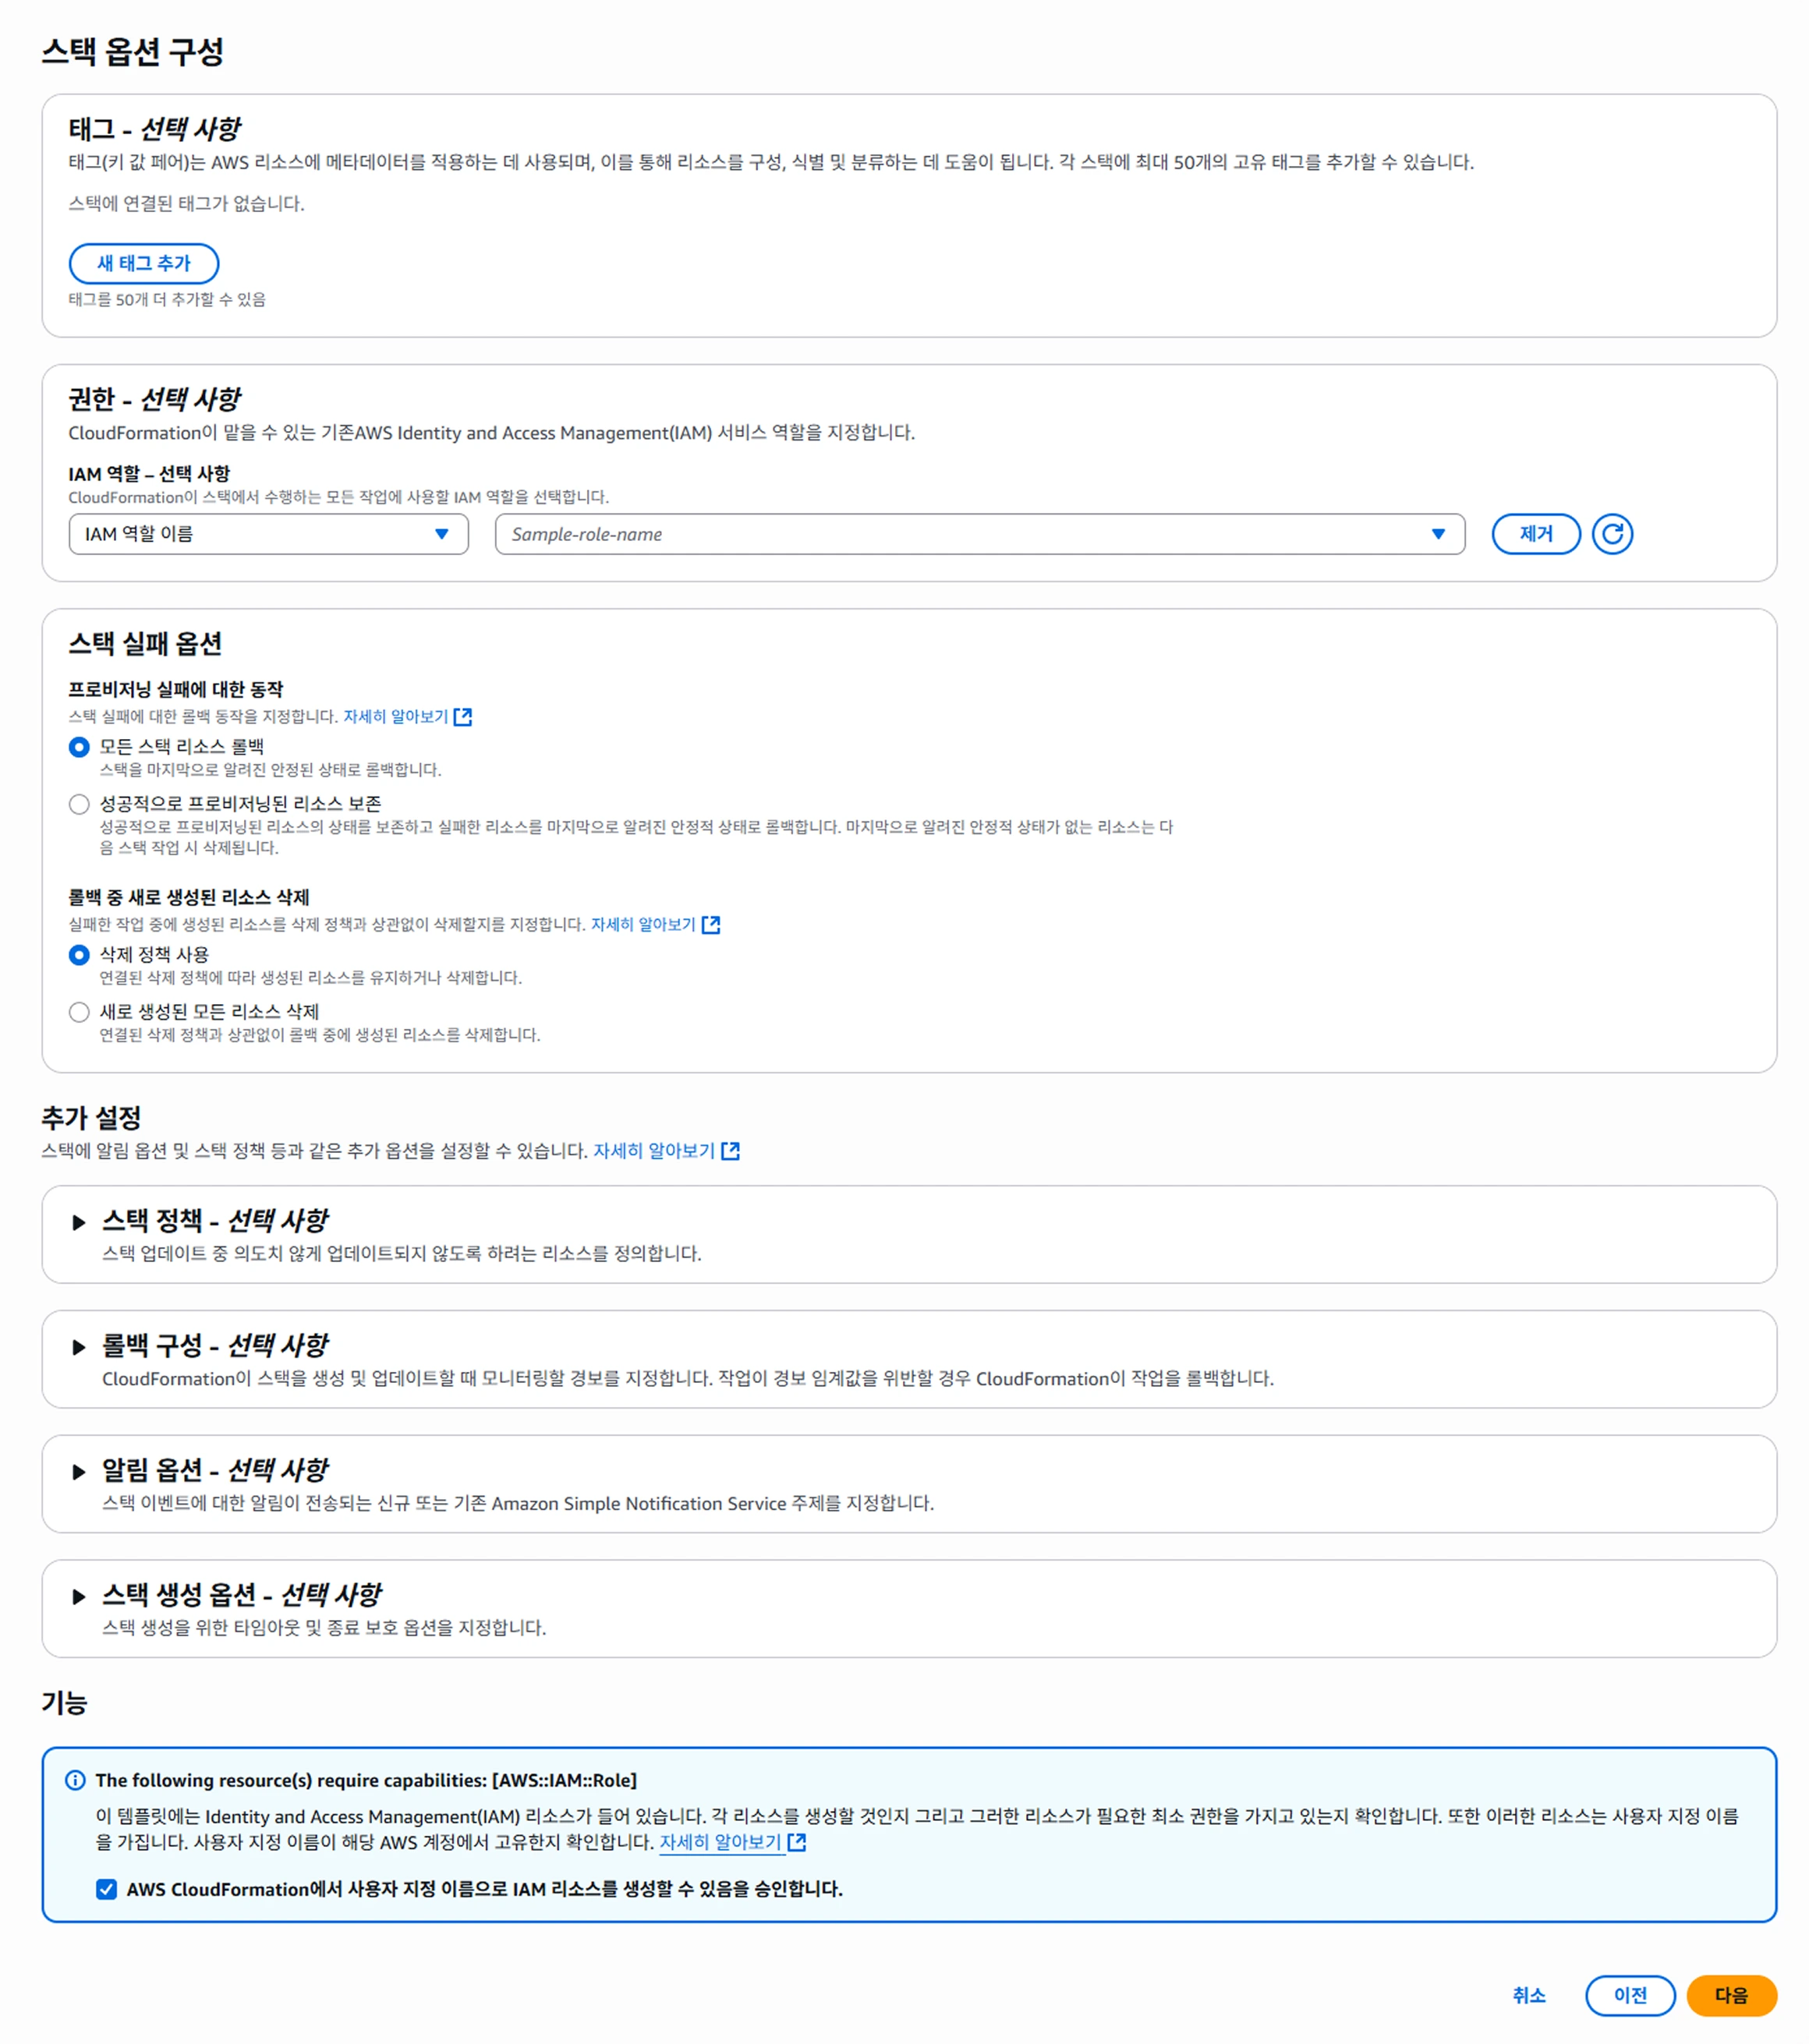 스택 옵션 구성
태그 - 선택 사항
태그(키 값 페어)는 AWS 리소스에 메타데이터를 적용하는 데 사용되며, 이를 통해 리소스를 구성, 식별 및 분류하는 데 도움이 됩니다. 각 스택에 최대 50개의 고유 태그를 추가할 수 있습니다.
스택에 연결된 태그가 없습니다.
새 태그 추가
태그를 50개 더 추가할 수 있음
권한 - 선택 사항
CloudFormation이 맡을 수 있는 기존AWS Identity and Access Management(IAM) 서비스 역할을 지정합니다.
IAM 역할 – 선택 사항
CloudFormation이 스택에서 수행하는 모든 작업에 사용할 IAM 역할을 선택합니다.
IAM 역할 이름 Sample-role-name 제거
스택 실패 옵션
프로비저닝 실패에 대한 동작
스택 실패에 대한 롤백 동작을 지정합니다. 자세히 알아보기
모든 스택 리소스 롤백
스택을 마지막으로 알려진 안정된 상태로 롤백합니다.
성공적으로 프로비저닝된 리소스 보존
성공적으로 프로비저닝된 리소스의 상태를 보존하고 실패한 리소스를 마지막으로 알려진 안정적 상태로 롤백합니다. 마지막으로 알려진 안정적 상태가 없는 리소스는 다
음 스택 작업 시 삭제됩니다.
롤백 중 새로 생성된 리소스 삭제
실패한 작업 중에 생성된 리소스를 삭제 정책과 상관없이 삭제할지를 지정합니다. 자세히 알아보기
삭제 정책 사용
연결된 삭제 정책에 따라 생성된 리소스를 유지하거나 삭제합니다.
새로 생성된 모든 리소스 삭제
연결된 삭제 정책과 상관없이 롤백 중에 생성된 리소스를 삭제합니다.
추가 설정
스택에 알림 옵션 및 스택 정책 등과 같은 추가 옵션을 설정할 수 있습니다. 자세히 알아보기
스택 정책 - 선택 사항
스택 업데이트 중 의도치 않게 업데이트되지 않도록 하려는 리소스를 정의합니다.
롤백 구성 - 선택 사항
CloudFormation이 스택을 생성 및 업데이트할 때 모니터링할 경보를 지정합니다. 작업이 경보 임계값을 위반할 경우 CloudFormation이 작업을 롤백합니다.
알림 옵션 - 선택 사항
스택 이벤트에 대한 알림이 전송되는 신규 또는 기존 Amazon Simple Notification Service 주제를 지정합니다.
스택 생성 옵션 - 선택 사항
스택 생성을 위한 타임아웃 및 종료 보호 옵션을 지정합니다.
기능
The following resource(s) require capabilities: [AWS::IAM::Role]
이 템플릿에는 Identity and Access Management(IAM) 리소스가 들어 있습니다. 각 리소스를 생성할 것인지 그리고 그러한 리소스가 필요한 최소 권한을 가지고 있는지 확인합니다. 또한 이러한 리소스는 사용자 지정 이름
을 가집니다. 사용자 지정 이름이 해당 AWS 계정에서 고유한지 확인합니다. 자세히 알아보기
AWS CloudFormation에서 사용자 지정 이름으로 IAM 리소스를 생성할 수 있음을 승인합니다.
취소 이전 다음